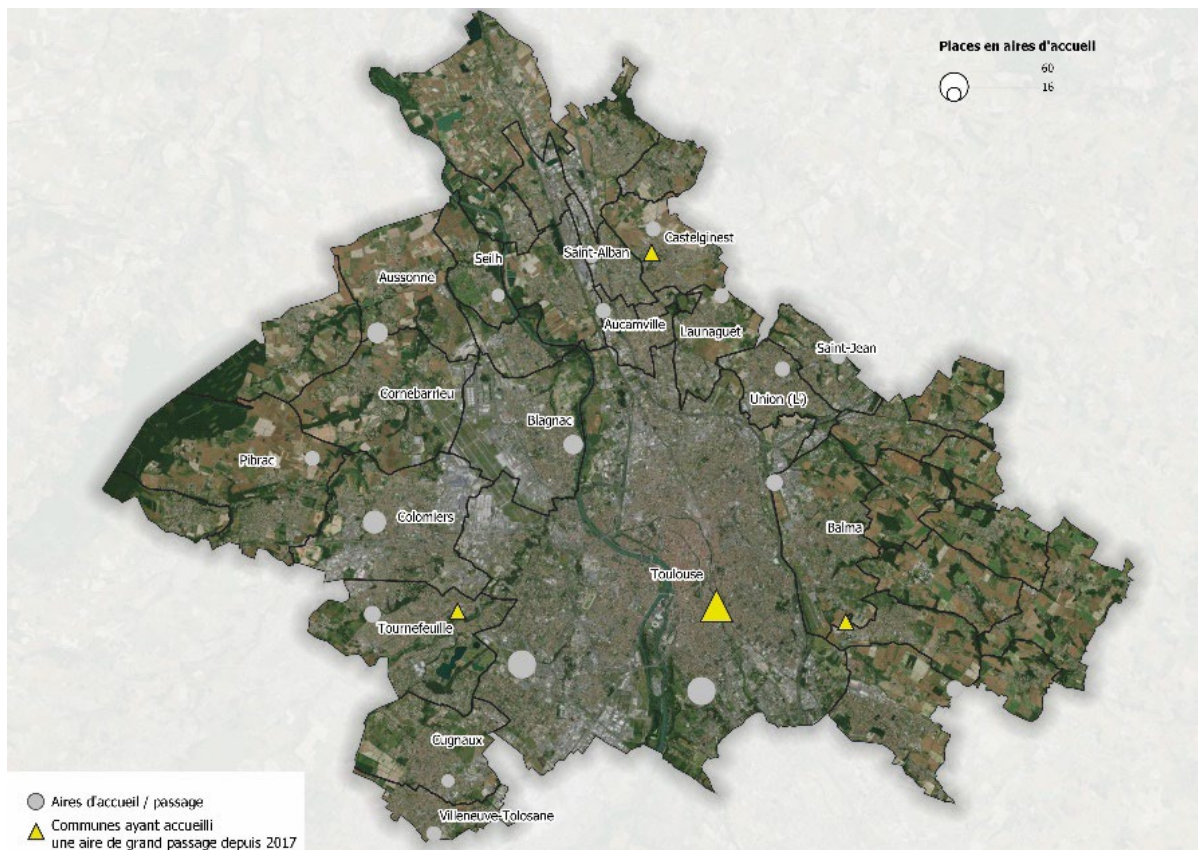 Places en aires d'accueil
60
16
Castelginest
Saint-Alban
Seilh
Aussonne
Aucamville
Launaguet
Saint-Jean
Cornebarrieu
Union (L')
Blagnac
Pibrac
Colomiers
Balma
Toulouse
Tournefeuille
Cugnaux
Villeneuve-Tolosane
Aires d'accueil / passage
Communes ayant accueilli
une aire de grand passage depuis 2017